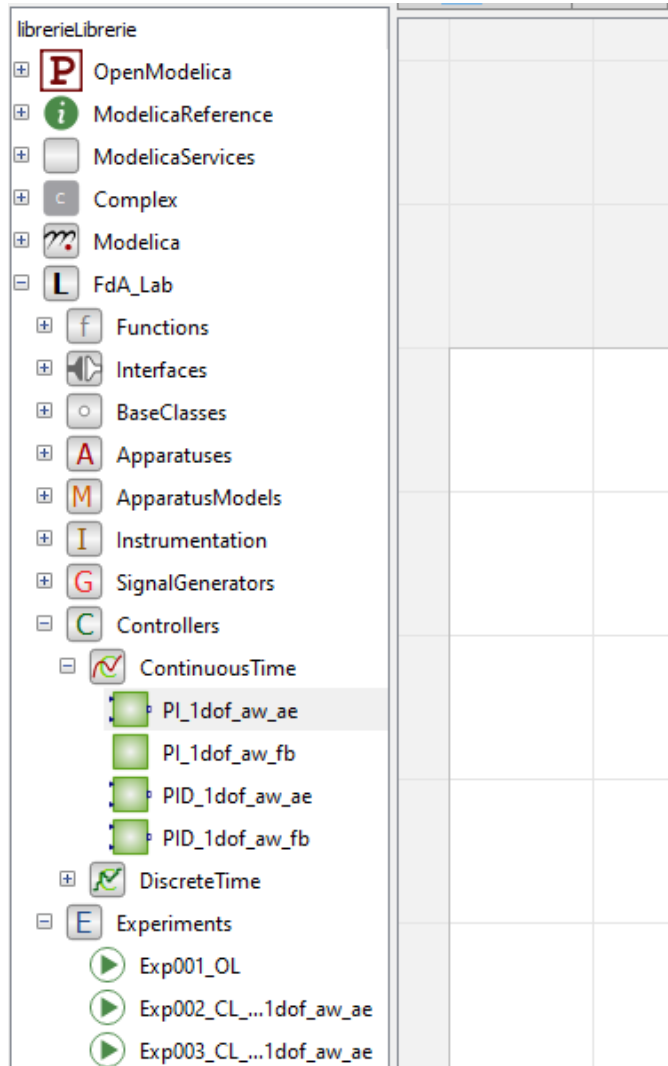 librerieLibrerie
P OpenModelica
i ModelicaReference
ModelicaServices
C Complex
m Modelica
L FdA_Lab
f Functions
Interfaces
BaseClasses
A Apparatuses
M ApparatusModels
I Instrumentation
G SignalGenerators
C Controllers
ContinuousTime
PI_1dof_aw_ae
PI_1dof_aw_fb
PID_1dof_aw_ae
PID_1dof_aw_fb
DiscreteTime
E Experiments
Exp001_OL
Exp002_CL_...1dof_aw_ae
Exp003_CL_...1dof_aw_ae